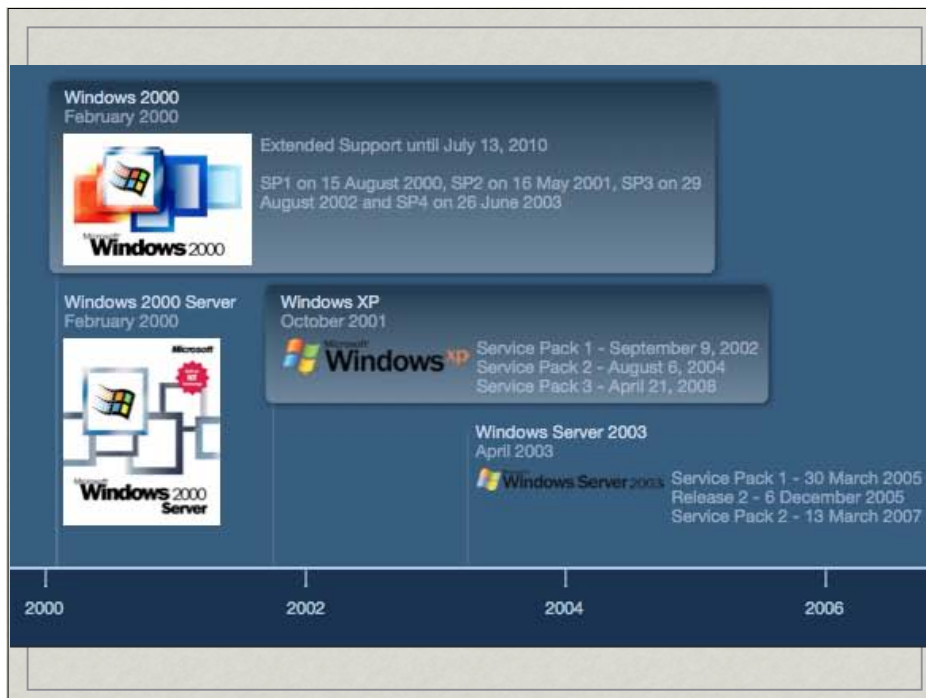 Windows 2000
February 2000
Extended Support until July 13, 2010
SP1 on 15 August 2000, SP2 on 16 May 2001, SP3 on 29
August 2002 and SP4 on 26 June 2003
Microsoft
Windows 2000
Windows 2000 Server
February 2000
Microsoft
Windows 2000
Server
Windows XP
October 2001
Microsoft
Windows xp
Service Pack 1 - September 9, 2002
Service Pack 2 - August 6, 2004
Service Pack 3 - April 21, 2008
Windows Server 2003
April 2003
Windows Server 2003
Service Pack 1 - 30 March 2005
Release 2 - 6 December 2005
Service Pack 2 - 13 March 2007
2000
2002
2004
2006